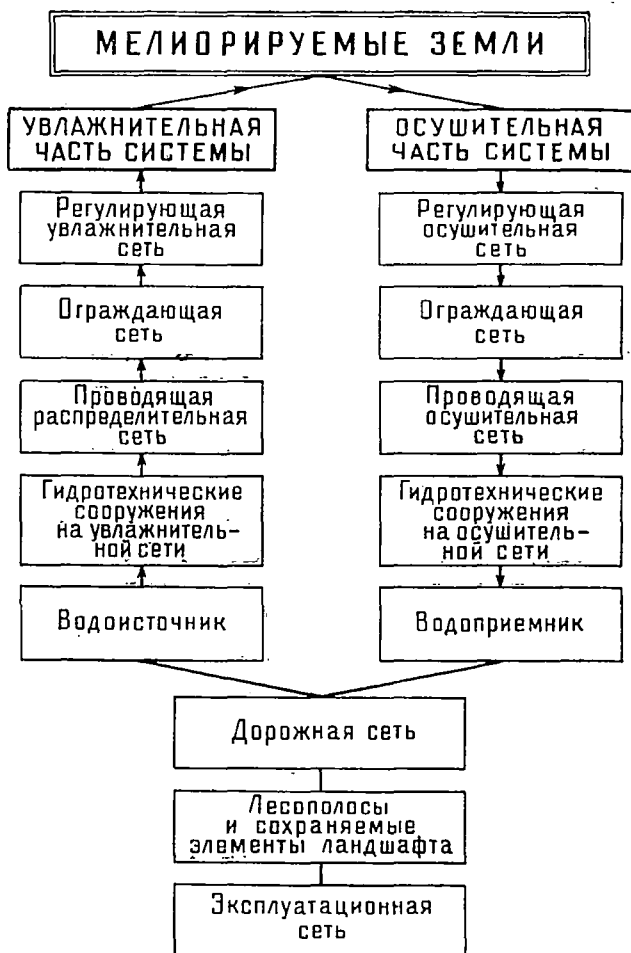 МЕЛИОРИРУЕМЫЕ ЗЕМЛИ
УВЛАЖНИТЕЛЬНАЯ
ЧАСТЬ СИСТЕМЫ
Регулирующая
увлажнительная
сеть
Ограждающая
сеть
Проводящая
распределительная
сеть
Гидротехнические
сооружения
на увлажнитель-
ной сети
Водоисточник
ОСУШИТЕЛЬНАЯ
ЧАСТЬ СИСТЕМЫ
Регулирующая
осушительная
сеть
Ограждающая
сеть
Проводящая
осушительная
сеть
Гидротехнические
сооружения
на осушитель-
ной сети
Водоприемник
Дорожная сеть
Лесополосы
и сохраняемые
элементы ландшафта
Эксплуатационная
сеть